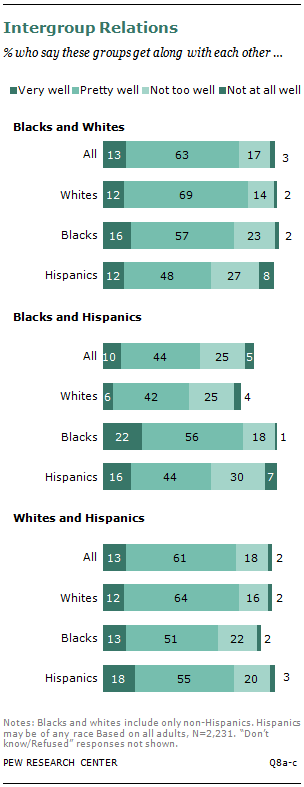 Intergroup Relations
% who say these groups get along with each other ...
Very well Pretty well Not too well Not at all well
Blacks and Whites
All 13 63 17 3
Whites 12 69 14 2
Blacks 16 57 23 2
Hispanics 12 48 27 8
Blacks and Hispanics
All 10 44 25 5
Whites 6 42 25 4
Blacks 22 56 18 1
Hispanics 16 44 30 7
Whites and Hispanics
All 13 61 18 2
Whites 12 64 16 2
Blacks 13 51 22 2
Hispanics 18 55 20 3
Notes: Blacks and whites include only non-Hispanics. Hispanics
may be of any race Based on all adults, N=2,231. “Don’t
know/Refused” responses not shown.
PEW RESEARCH CENTER Q8a-c